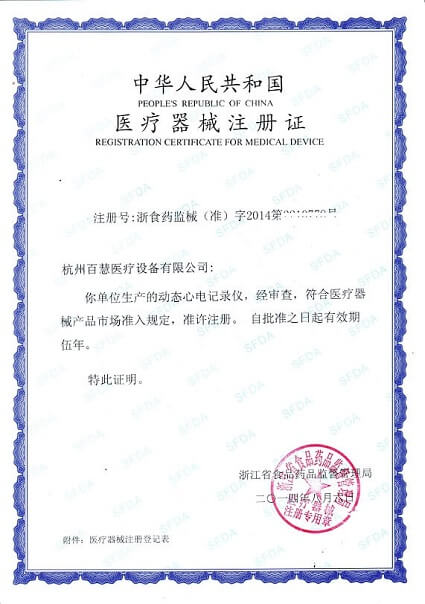 中华人民共和国
PEOPLE'S REPUBLIC OF CHINA
医疗器械注册证
REGISTRATION CERTIFICATE FOR MEDICAL DEVICE
注册号:浙食药监械（准）字2014第 号
杭州百慧医疗设备有限公司:
你单位生产的动态心电记录仪，经审查，符合医疗器
械产品市场准入规定，准许注册。 自批准之日起有效期
伍年。
特此证明。
浙江省食品药品监督管理局
二〇一四年八月 日
医疗器械
注册专用章
附件：医疗器械注册登记表
SFDA